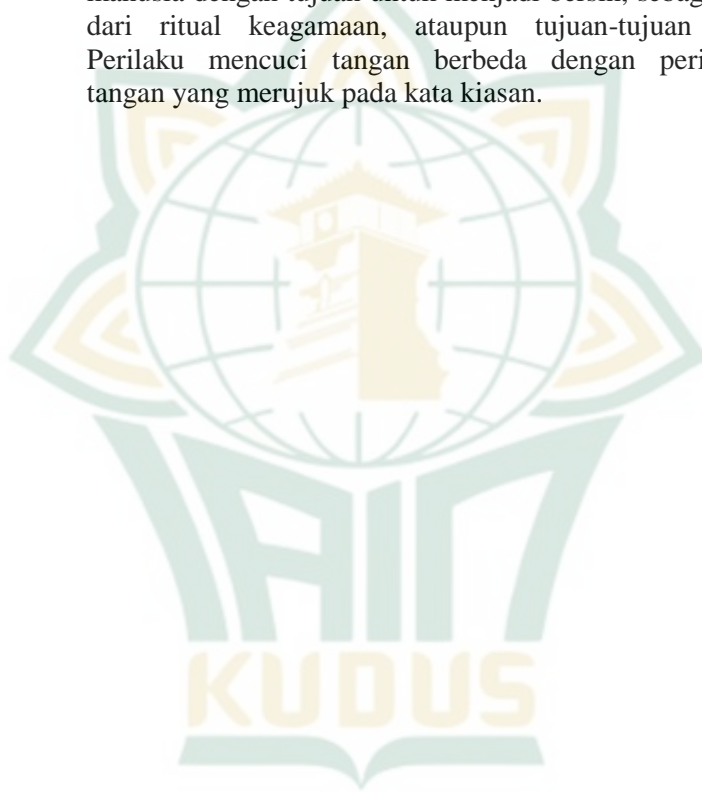 manusia dengan tujuan untuk menjadi bersih, sebag
dari ritual keagamaan, ataupun tujuan-tujuan
Perilaku mencuci tangan berbeda dengan peri
tangan yang merujuk pada kata kiasan.
IAIN
KUDUS